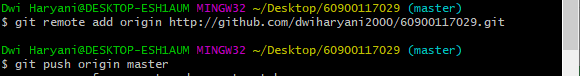 Dwi Haryani@DESKTOP-ESH1AUM MINGW32 ~/Desktop/60900117029 (master)
$ git remote add origin http://github.com/dwiharyani2000/60900117029.git
Dwi Haryani@DESKTOP-ESH1AUM MINGW32 ~/Desktop/60900117029 (master)
$ git push origin master